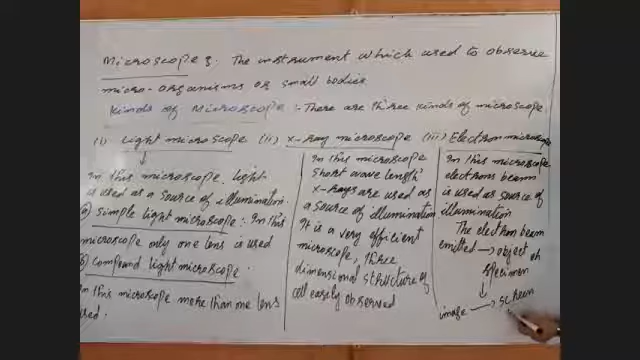 Microscope : The instrument which used to observe
micro-organisms or small bodies
Kinds of Microscope :- There are three kinds of microscope.
(i) Light microscope (ii) x-ray microscope (iii) Electron microscope
In this microscope light
is used as a source of illumination.
(a) Simple light microscope :- In this
microscope only one lens is used
(b) Compound light microscope
In this microscope more than one lens
used.
In this microscope
short wave length
x-rays are used as
a source of illumination
It is a very efficient
microscope, three
dimensional structure of
cell easily observed
In this microscope
electrons beam
is used as source of
illumination
The electron beam
emitted → object or
specimen
↓
image → screen